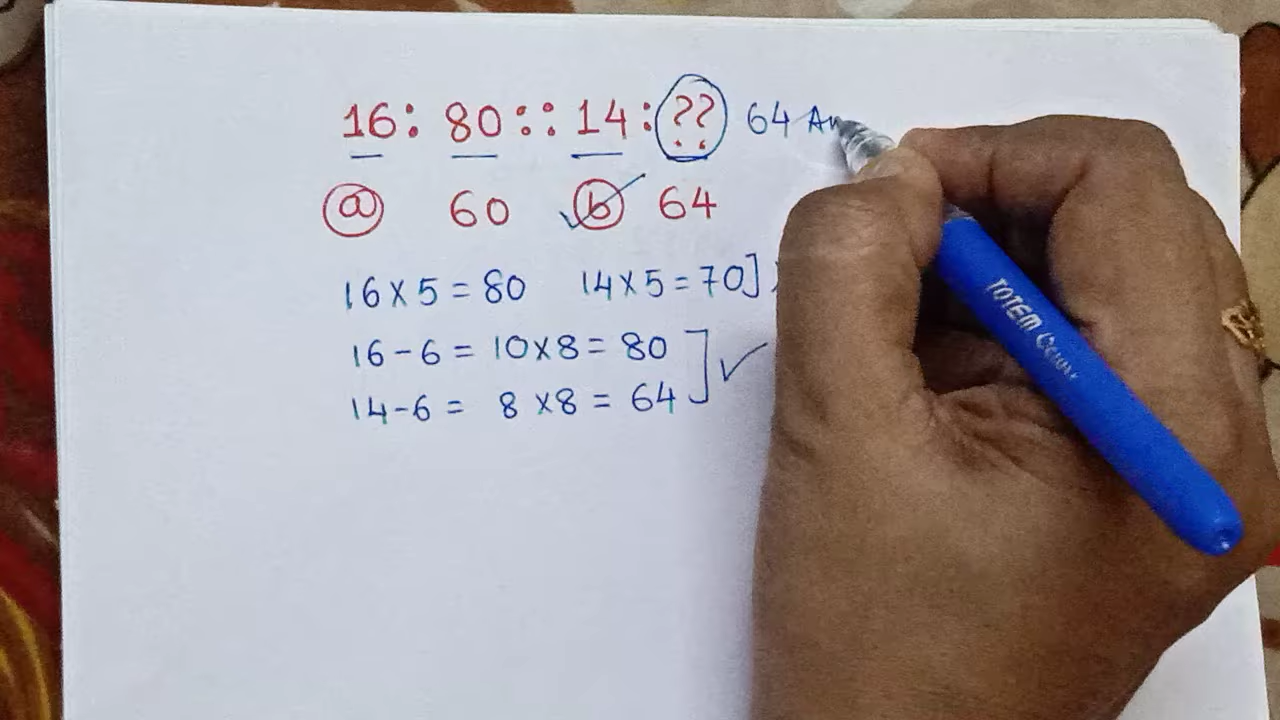 16 : 80 :: 14 : ?? 64 An
a 60 b 64
16 × 5 = 80 14 × 5 = 70]
16 - 6 = 10 × 8 = 80
14 - 6 = 8 × 8 = 64
TOTEM